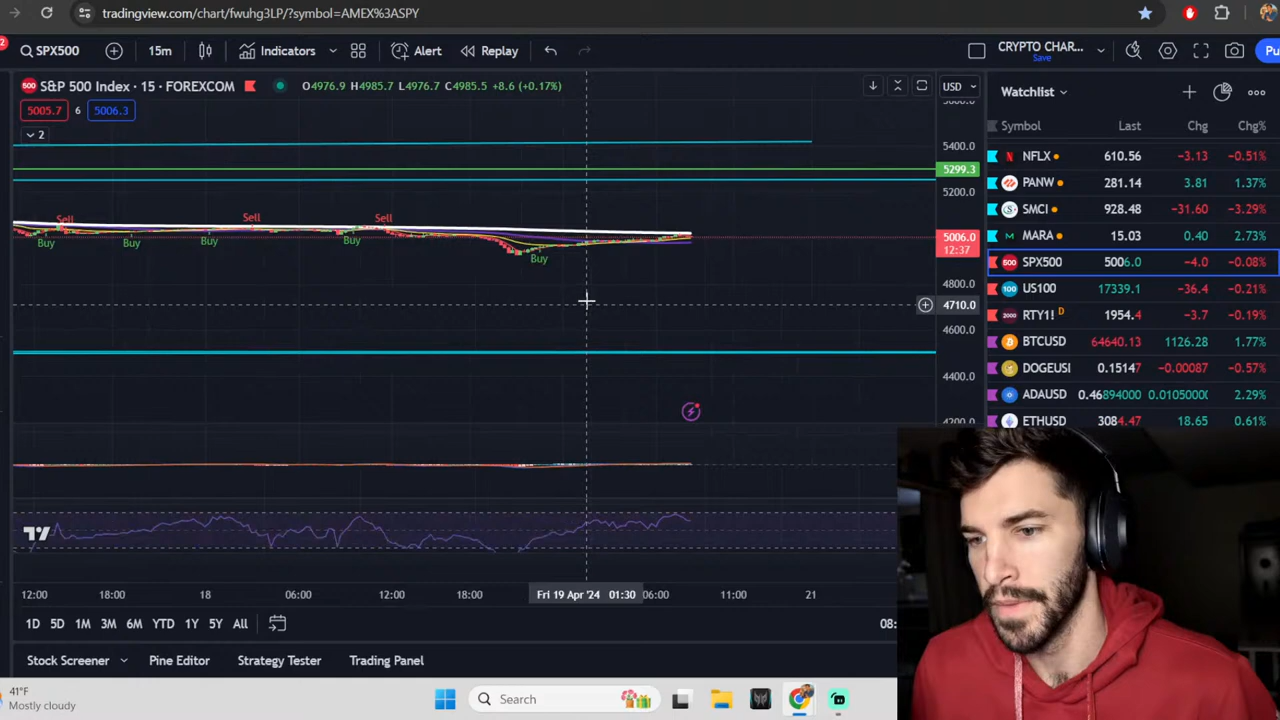 tradingview.com/chart/fwuhg3LP/?symbol=AMEX%3ASPY
SPX500 15m Indicators Alert Replay CRYPTO CHAR... Save Pu
S&P 500 Index · 15 · FOREXCOM O4976.9 H4985.7 L4976.7 C4985.5 +8.6 (+0.17%) USD
5005.7 6 5006.3
2
5400.0
5299.3
5200.0
5006.0
12:37
4800.0
4710.0
4600.0
4400.0
4200.0
Sell Sell Sell
Buy Buy Buy Buy
Buy
12:00 18:00 18 06:00 12:00 18:00 Fri 19 Apr '24 01:30 06:00 11:00 21
1D 5D 1M 3M 6M YTD 1Y 5Y All 08:
Stock Screener Pine Editor Strategy Tester Trading Panel
Watchlist
Symbol Last Chg Chg%
NFLX 610.56 −3.13 −0.51%
PANW 281.14 3.81 1.37%
SMCI 928.48 −31.60 −3.29%
MARA 15.03 0.40 2.73%
SPX500 5006.0 −4.0 −0.08%
US100 17339.1 −36.4 −0.21%
RTY1! D 1954.4 −3.7 −0.19%
BTCUSD 64640.13 1126.28 1.77%
DOGEUSI 0.1514 −0.00087 −0.57%
ADAUSD 0.46894000 0.0105000 2.29%
ETHUSD 3084.47 18.65 0.61%
41°F
Mostly cloudy
Search